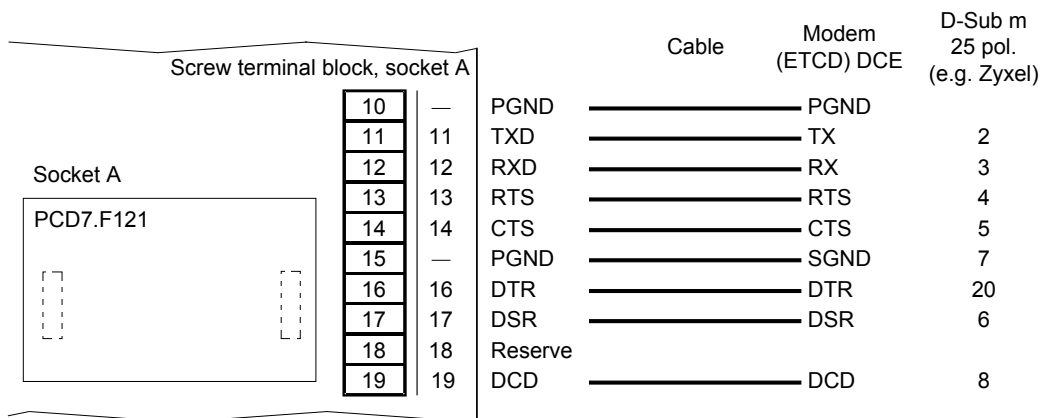 D-Sub m
25 pol.
(e.g. Zyxel)
Modem
(ETCD) DCE
Cable
Screw terminal block, socket A
10 — PGND PGND
11 11 TXD TX 2
12 12 RXD RX 3
Socket A
13 13 RTS RTS 4
PCD7.F121
14 14 CTS CTS 5
15 — PGND SGND 7
16 16 DTR DTR 20
17 17 DSR DSR 6
18 18 Reserve
19 19 DCD DCD 8